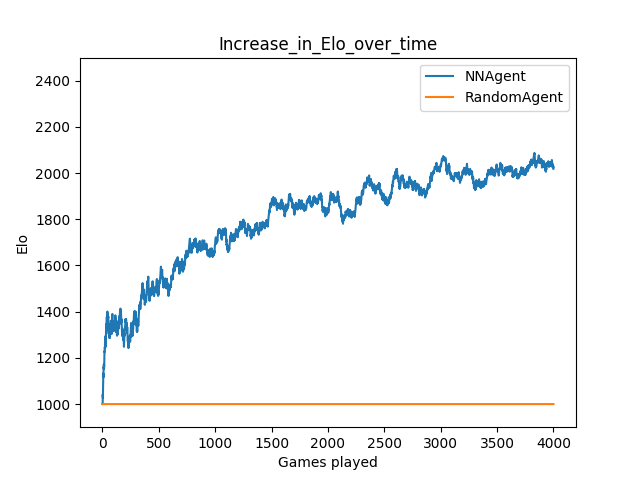 Increase_in_Elo_over_time
NNAgent
RandomAgent
2400
2200
2000
1800
1600
1400
1200
1000
Elo
0 500 1000 1500 2000 2500 3000 3500 4000
Games played